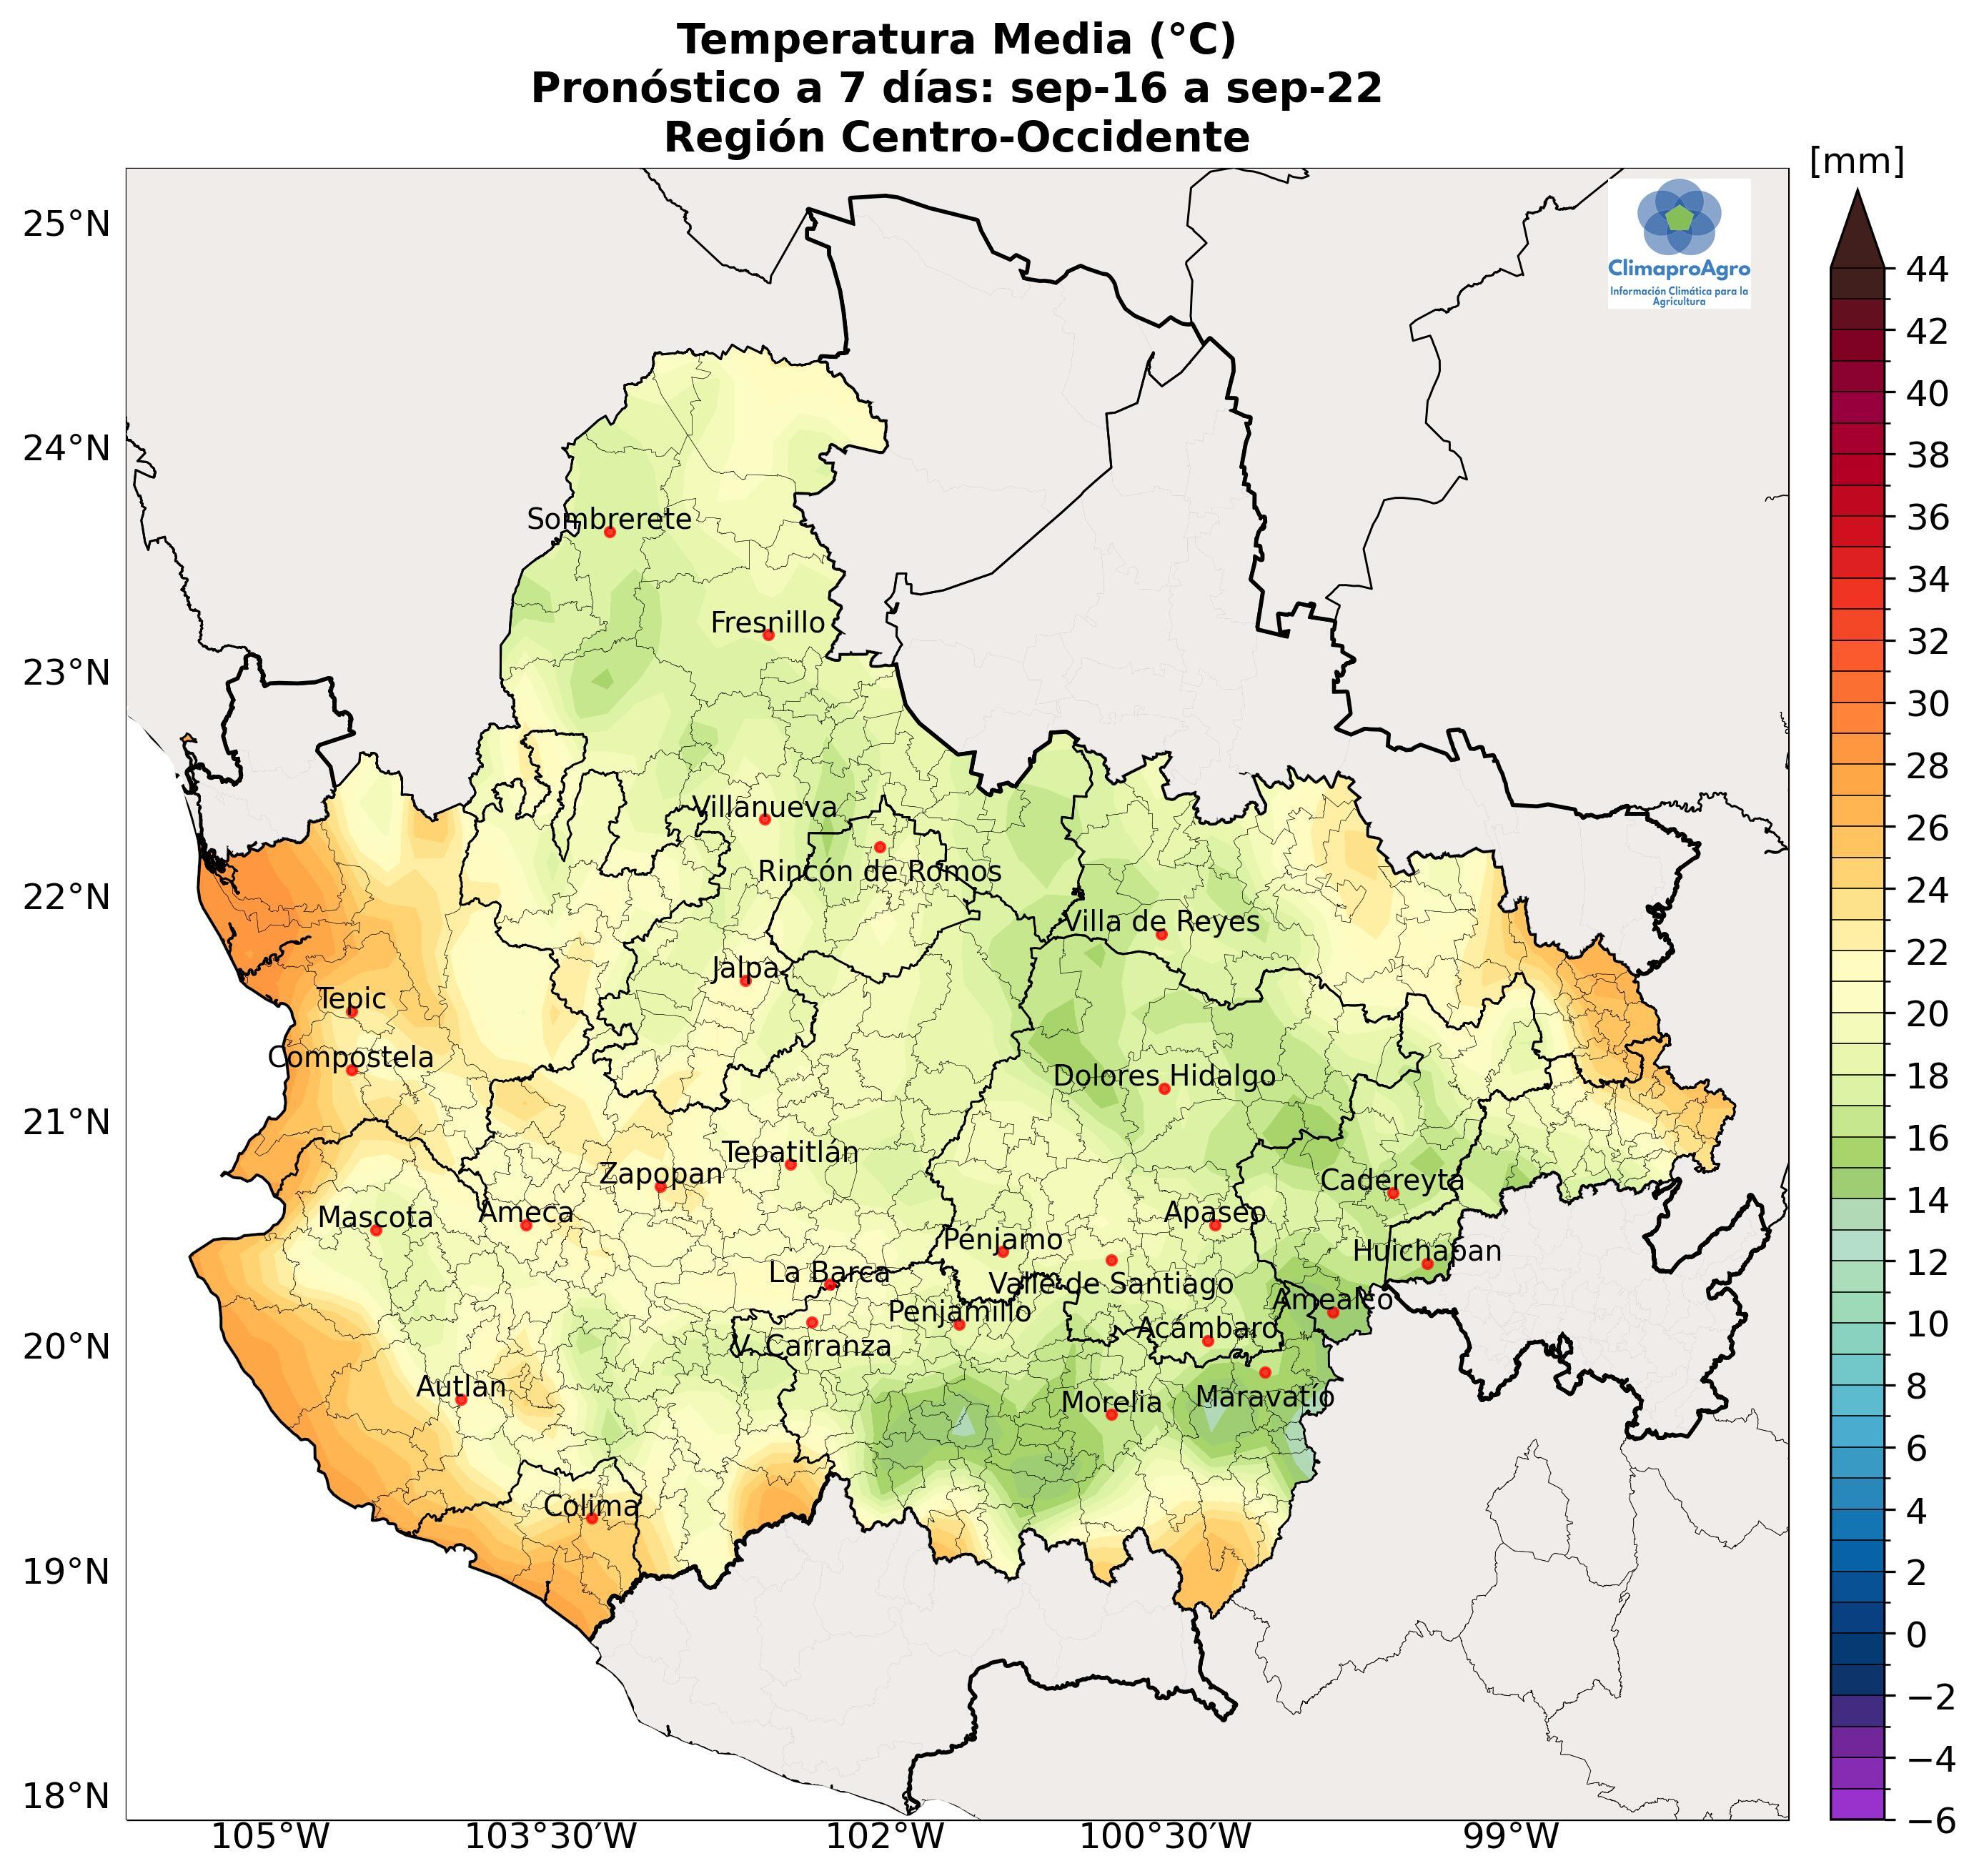 Temperatura Media (°C)
Pronóstico a 7 días: sep-16 a sep-22
Región Centro-Occidente
[mm]
ClimaproAgro
Información Climática para la
Agricultura
25°N
24°N
23°N
22°N
21°N
20°N
19°N
18°N
Sombrerete
Fresnillo
Villanueva
Rincón de Romos
Villa de Reyes
Jalpa
Tepic
Compostela
Dolores Hidalgo
Tepatitlán
Zapopan
Cadereyta
Mascota
Ameca
Apaseo
Pénjamo
Huichapan
La Barca
Valle de Santiago
Amealco
Penjamillo
Acámbaro
V. Carranza
Autlan
Morelia
Maravatío
Colima
105°W
103°30′W
102°W
100°30′W
99°W
44
42
40
38
36
34
32
30
28
26
24
22
20
18
16
14
12
10
8
6
4
2
0
−2
−4
−6